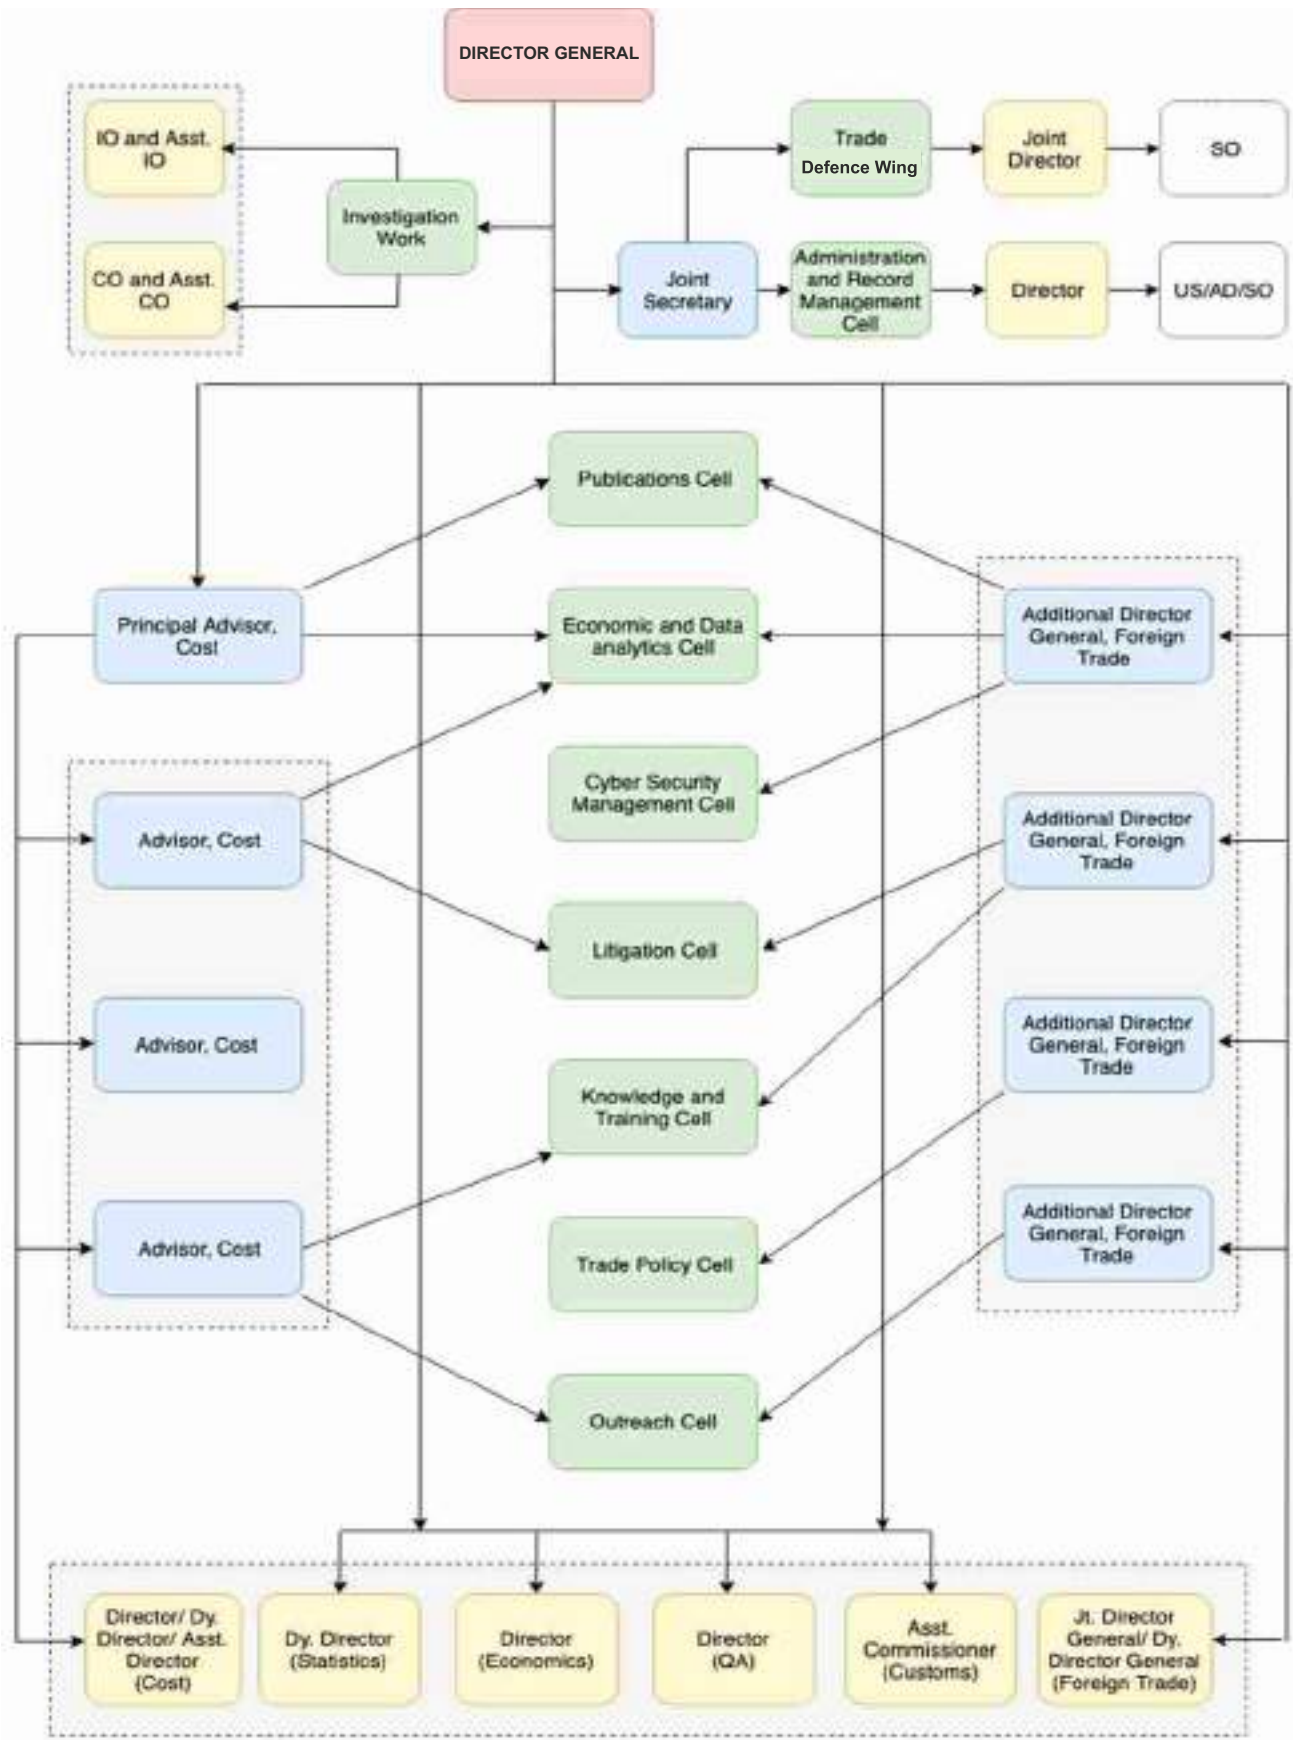 DIRECTOR GENERAL
IO and Asst.
IO
CO and Asst.
CO
Investigation
Work
Trade
Defence Wing
Joint
Director
SO
Joint
Secretary
Administration
and Record
Management
Cell
Director
US/AD/SO
Publications Cell
Principal Advisor,
Cost
Economic and Data
analytics Cell
Additional Director
General, Foreign
Trade
Cyber Security
Management Cell
Advisor, Cost
Additional Director
General, Foreign
Trade
Litigation Cell
Advisor, Cost
Additional Director
General, Foreign
Trade
Knowledge and
Training Cell
Advisor, Cost
Trade Policy Cell
Additional Director
General, Foreign
Trade
Outreach Cell
Director/ Dy.
Director/ Asst.
Director
(Cost)
Dy. Director
(Statistics)
Director
(Economics)
Director
(QA)
Asst.
Commissioner
(Customs)
Jt. Director
General/ Dy.
Director General
(Foreign Trade)